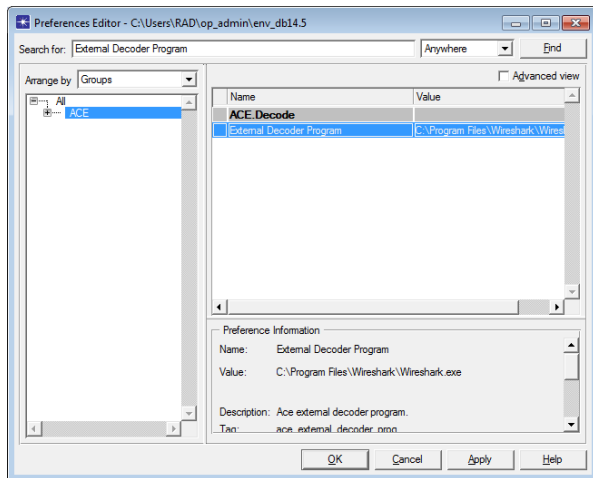 Preferences Editor - C:\Users\RAD\op_admin\env_db14.5
Search for: External Decoder Program Anywhere Find
Arrange by Groups Advanced view
All
ACE
Name Value
ACE.Decode
External Decoder Program C:\Program Files\Wireshark\Wires
Preference Information
Name: External Decoder Program
Value: C:\Program Files\Wireshark\Wireshark.exe
Description: Ace external decoder program.
Tag: ace_external_decoder_prog
OK Cancel Apply Help